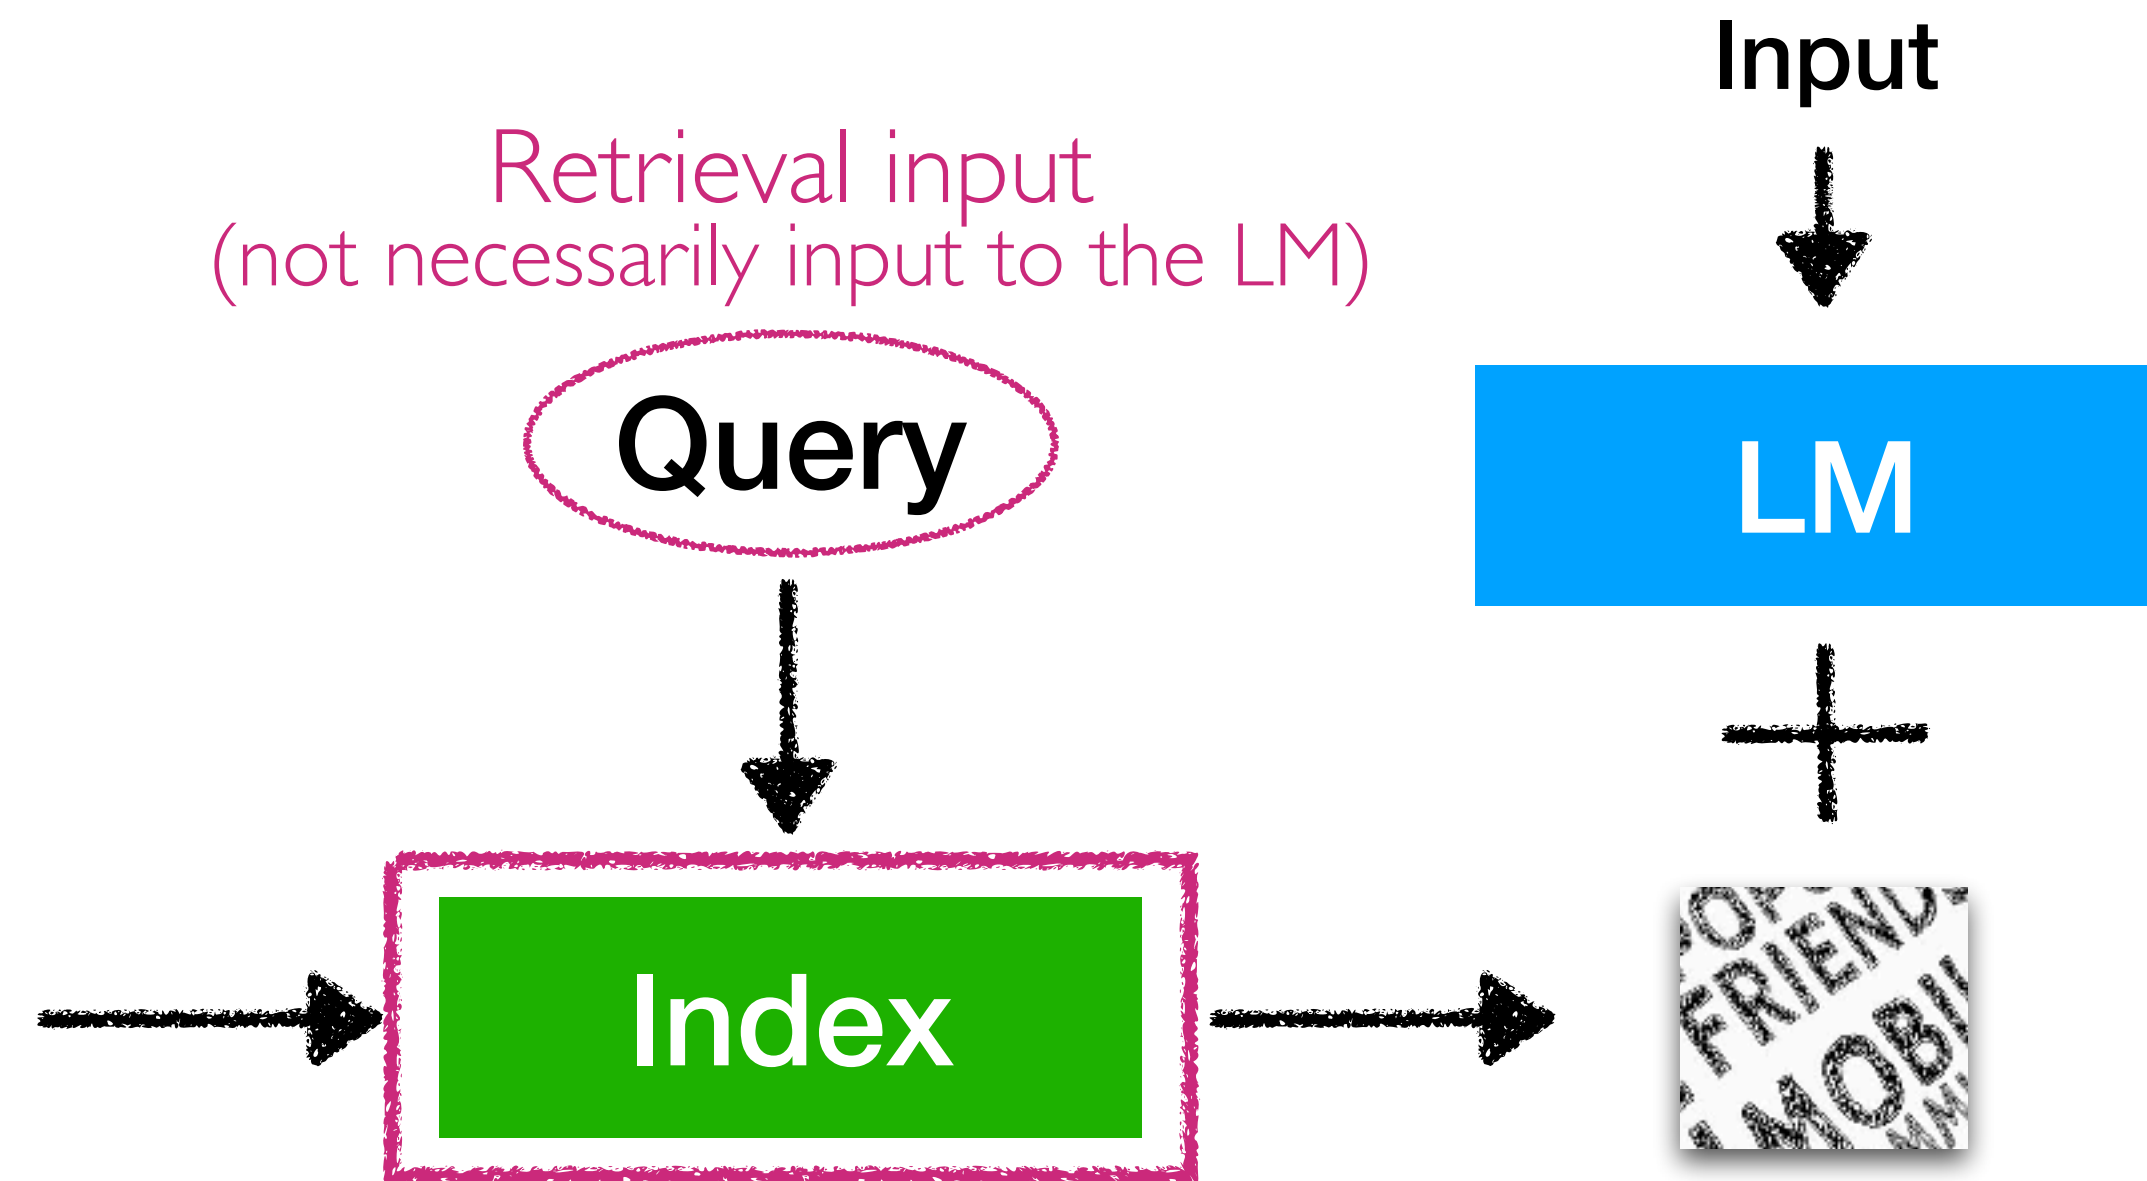 Input
Retrieval input
(not necessarily input to the LM)
Query
LM
Index
FRIEND
MOBI